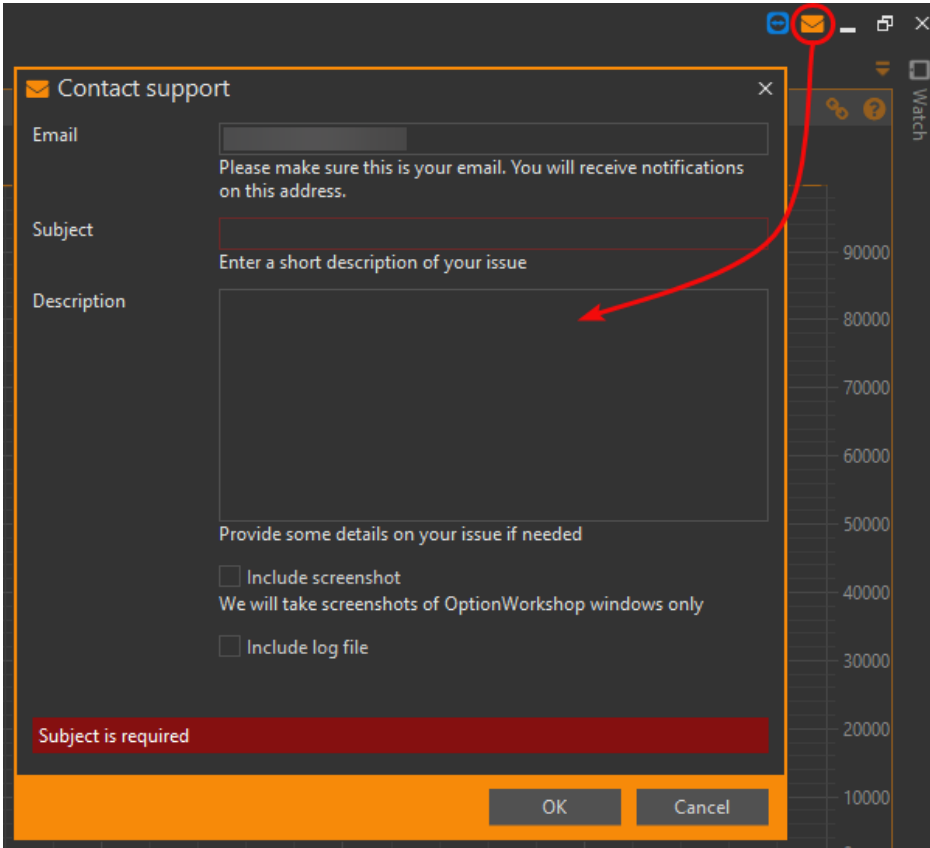 Contact support
Watch
Email
Please make sure this is your email. You will receive notifications
on this address.
Subject
Enter a short description of your issue
Description
Provide some details on your issue if needed
Include screenshot
We will take screenshots of OptionWorkshop windows only
Include log file
Subject is required
OK
Cancel
90000
80000
70000
60000
50000
40000
30000
20000
10000